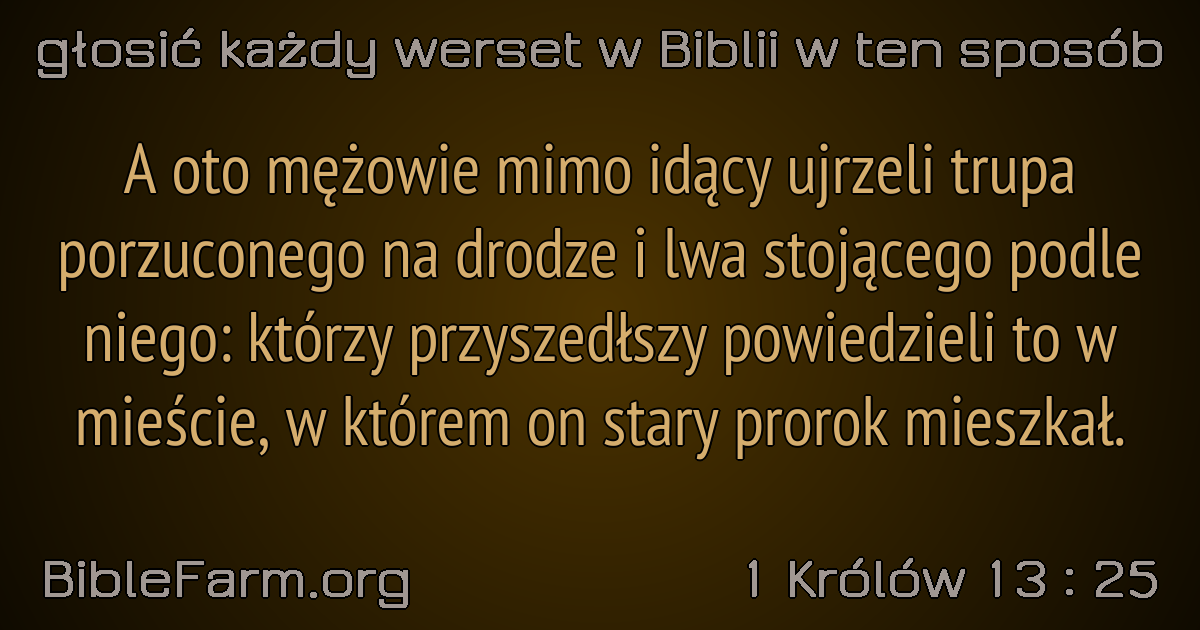 głosić każdy werset w Biblii w ten sposób
A oto mężowie mimo idący ujrzeli trupa
porzuconego na drodze i lwa stojącego podle
niego: którzy przyszedłszy powiedzieli to w
mieście, w którem on stary prorok mieszkał.
BibleFarm.org
1 Królów 13 : 25